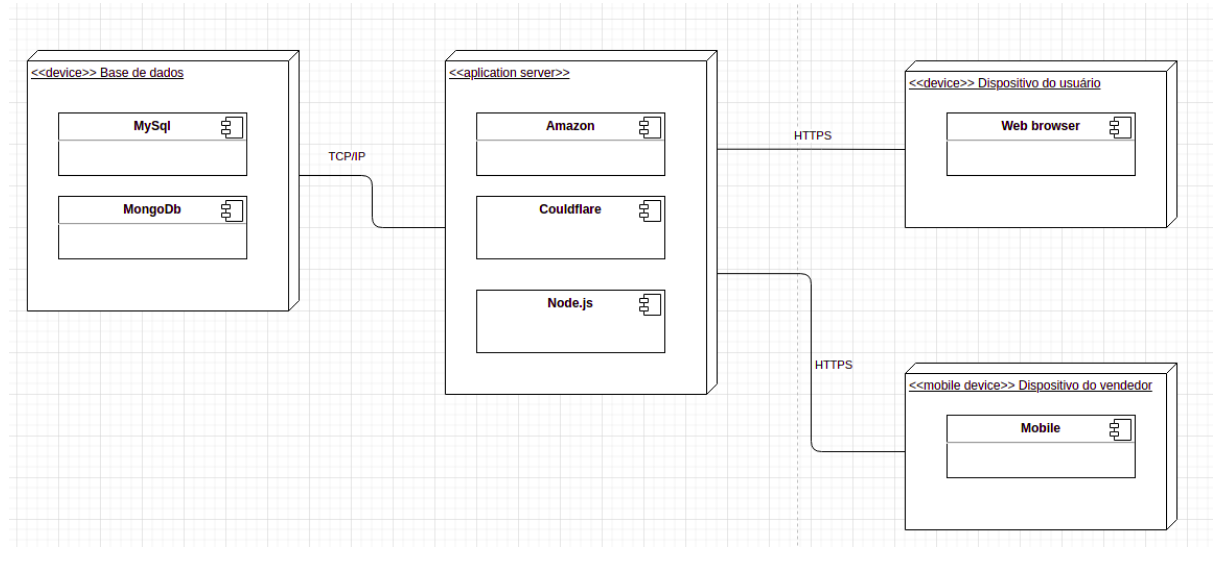 <<device>> Base de dados
MySql
MongoDb
TCP/IP
<<aplication server>>
Amazon
Couldflare
Node.js
HTTPS
<<device>> Dispositivo do usuário
Web browser
HTTPS
<<mobile device>> Dispositivo do vendedor
Mobile